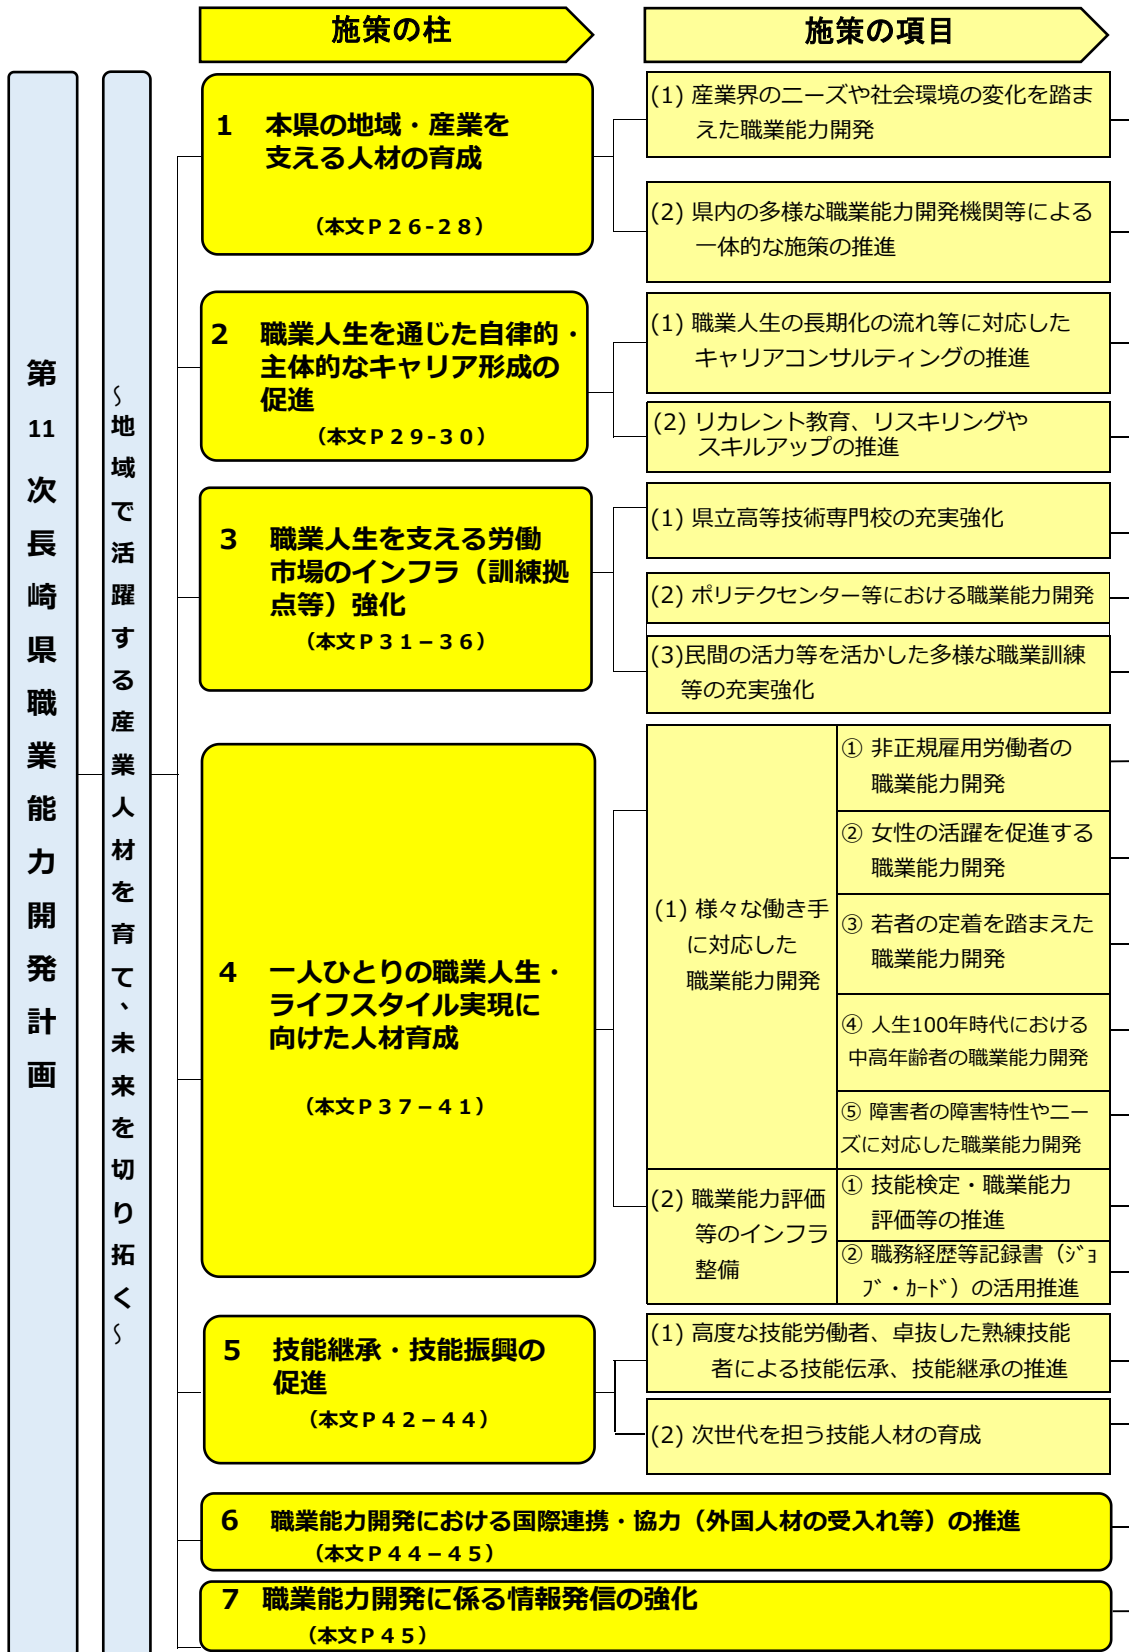 施策の柱
施策の項目
第11次長崎県職業能力開発計画
～地域で活躍する産業人材を育て、未来を切り拓く～
1 本県の地域・産業を
支える人材の育成
（本文Ｐ２６-２８）
(1) 産業界のニーズや社会環境の変化を踏ま
えた職業能力開発
(2) 県内の多様な職業能力開発機関等による
一体的な施策の推進
2 職業人生を通じた自律的・
主体的なキャリア形成の
促進
（本文Ｐ２９-３０）
(1) 職業人生の長期化の流れ等に対応した
キャリアコンサルティングの推進
(2) リカレント教育、リスキリングや
スキルアップの推進
3 職業人生を支える労働
市場のインフラ（訓練拠
点等）強化
（本文Ｐ３１－３６）
(1) 県立高等技術専門校の充実強化
(2) ポリテクセンター等における職業能力開発
(3)民間の活力等を活かした多様な職業訓練
等の充実強化
4 一人ひとりの職業人生・
ライフスタイル実現に
向けた人材育成
（本文Ｐ３７－４１）
(1) 様々な働き手
に対応した
職業能力開発
① 非正規雇用労働者の
職業能力開発
② 女性の活躍を促進する
職業能力開発
③ 若者の定着を踏まえた
職業能力開発
④ 人生100年時代における
中高年齢者の職業能力開発
⑤ 障害者の障害特性やニー
ズに対応した職業能力開発
(2) 職業能力評価
等のインフラ
整備
① 技能検定・職業能力
評価等の推進
② 職務経歴等記録書（ｼﾞｮ
ﾌﾞ・ｶｰﾄﾞ）の活用推進
5 技能継承・技能振興の
促進
（本文Ｐ４２－４４）
(1) 高度な技能労働者、卓抜した熟練技能
者による技能伝承、技能継承の推進
(2) 次世代を担う技能人材の育成
6 職業能力開発における国際連携・協力（外国人材の受入れ等）の推進
（本文Ｐ４４－４５）
7 職業能力開発に係る情報発信の強化
（本文Ｐ４５）